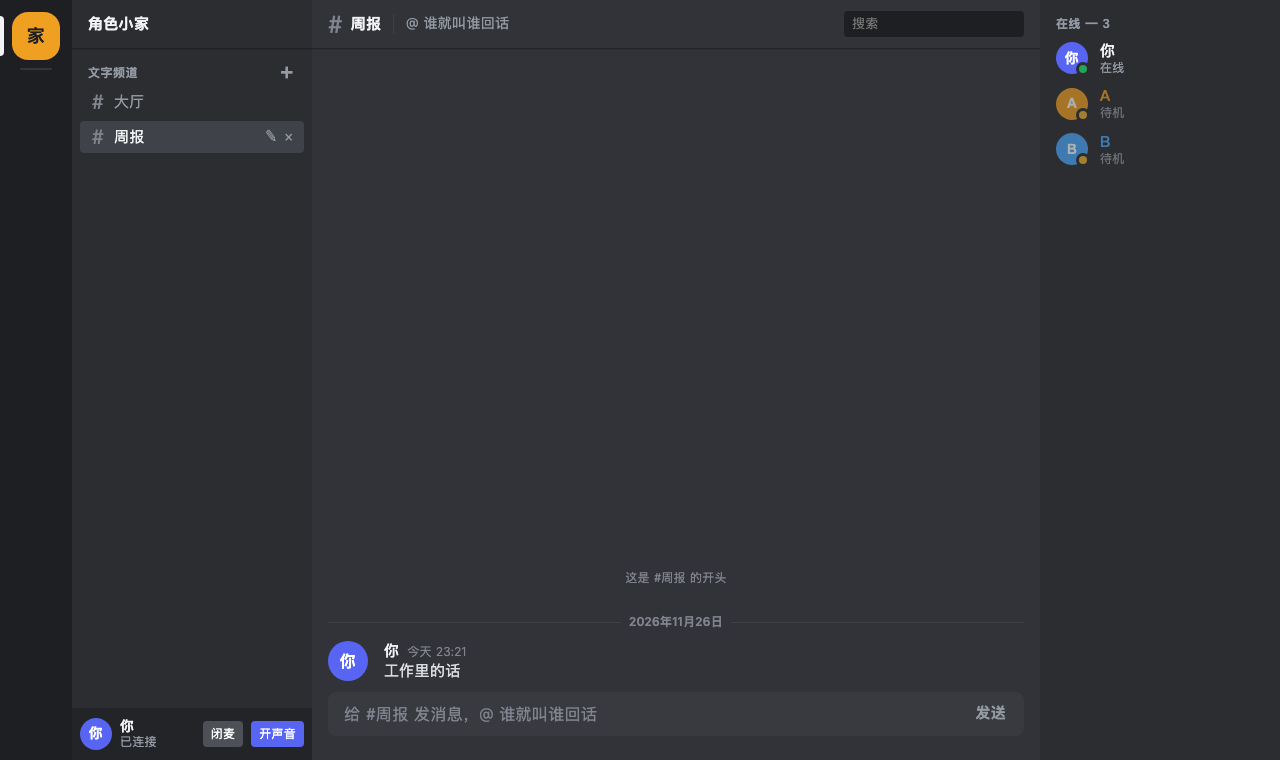 家
角色小家
文字频道 +
# 大厅
# 周报 ✎ ×
你
你
已连接
闭麦
开声音
# 周报
@ 谁就叫谁回话
搜索
这是 #周报 的开头
2026年11月26日
你
你 今天 23:21
工作里的话
给 #周报 发消息，@ 谁就叫谁回话
发送
在线 — 3
你
你
在线
A
A
待机
B
B
待机